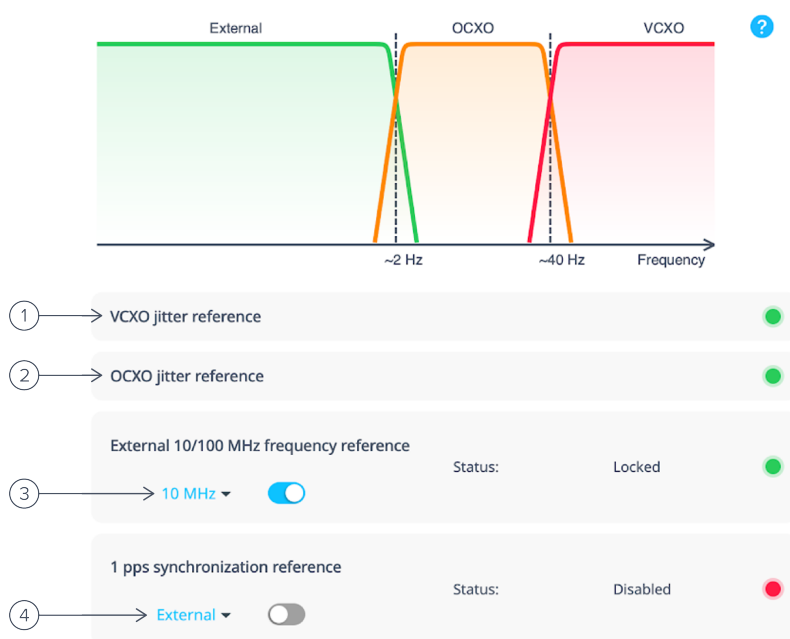 External OCXO VCXO ?
~2 Hz ~40 Hz Frequency
1 VCXO jitter reference
2 OCXO jitter reference
External 10/100 MHz frequency reference
Status: Locked
3 10 MHz
1 pps synchronization reference
Status: Disabled
4 External